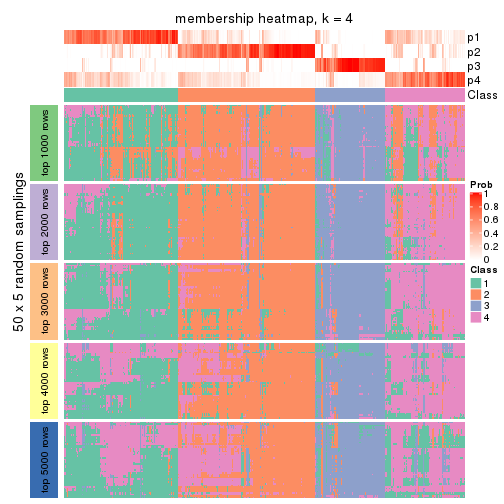 membership heatmap, k = 4
p1
p2
p3
p4
Class
50 x 5 random samplings
top 1000 rows
top 2000 rows
top 3000 rows
top 4000 rows
top 5000 rows
Prob
1
0.8
0.6
0.4
0.2
0
Class
1
2
3
4